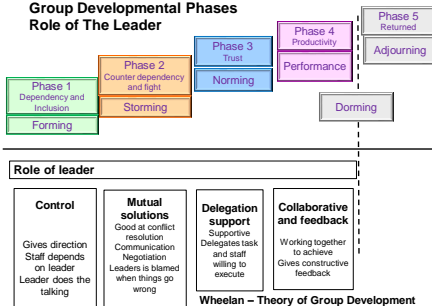 Group Developmental Phases
Role of The Leader
Phase 1
Dependency and
Inclusion
Forming
Phase 2
Counter dependency
and fight
Storming
Phase 3
Trust
Norming
Phase 4
Productivity
Performance
Phase 5
Returned
Adjourning
Dorming
Role of leader
Control
Gives direction
Staff depends
on leader
Leader does the
talking
Mutual
solutions
Good at conflict
resolution
Communication
Negotiation
Leaders is blamed
when things go
wrong
Delegation
support
Supportive
Delegates task
and staff
willing to
execute
Collaborative
and feedback
Working together
to achieve
Gives constructive
feedback
Wheelan – Theory of Group Development